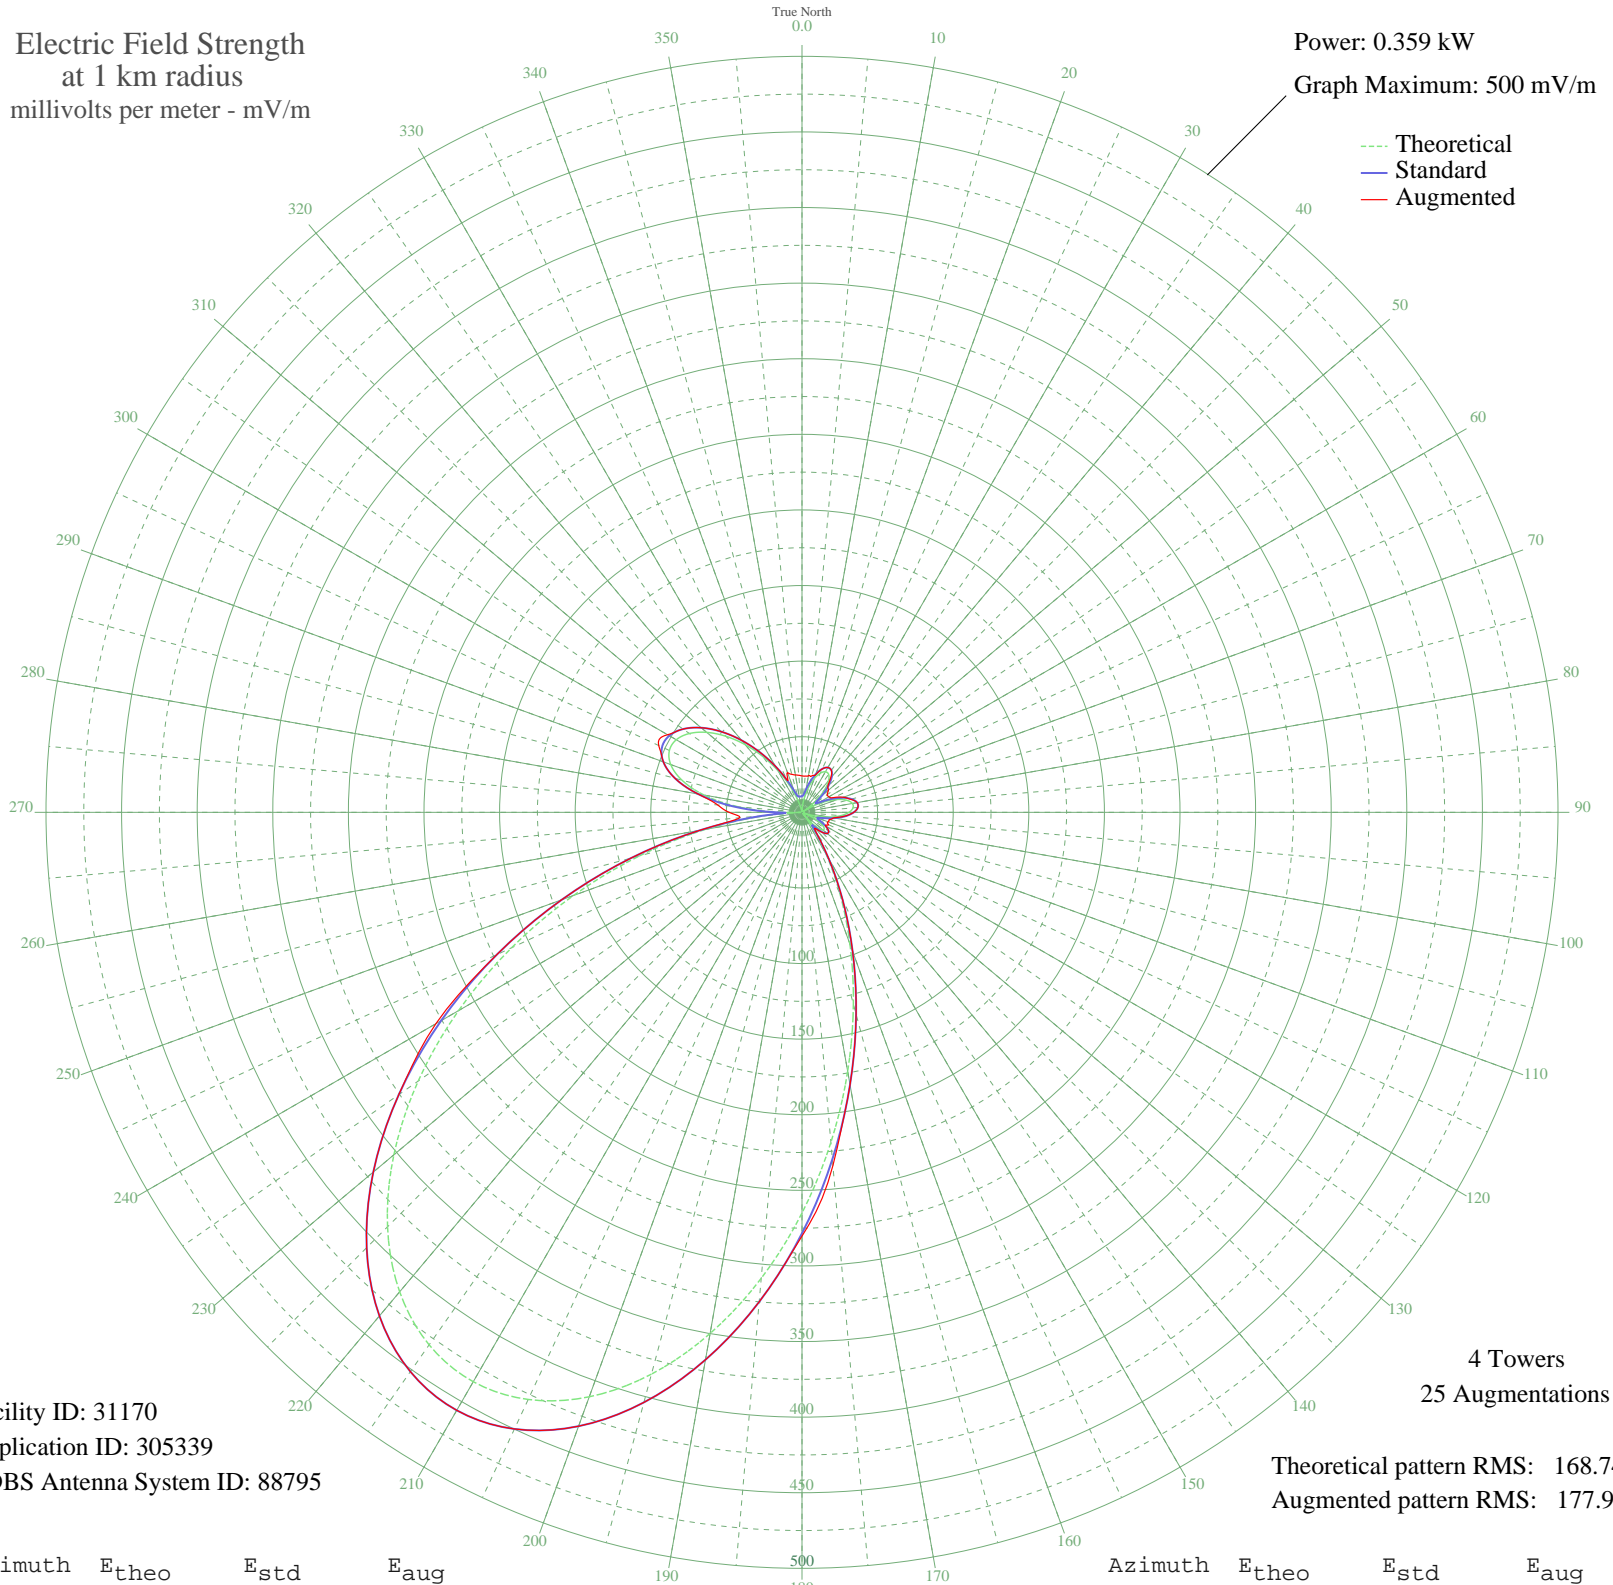 True North
0.0
Electric Field Strength
at 1 km radius
millivolts per meter - mV/m
Power: 0.359 kW
Graph Maximum: 500 mV/m
Theoretical
Standard
Augmented
350
10
340
20
330
30
320
40
310
50
300
60
290
70
280
80
270
90
260
100
250
110
240
120
230
130
220
140
210
150
200
160
190
170
100
150
200
250
300
350
400
450
500
4 Towers
25 Augmentations
cility ID: 31170
plication ID: 305339
DBS Antenna System ID: 88795
Theoretical pattern RMS: 168.74
Augmented pattern RMS: 177.9
imuth Etheo Estd Eaug
Azimuth Etheo Estd Eaug